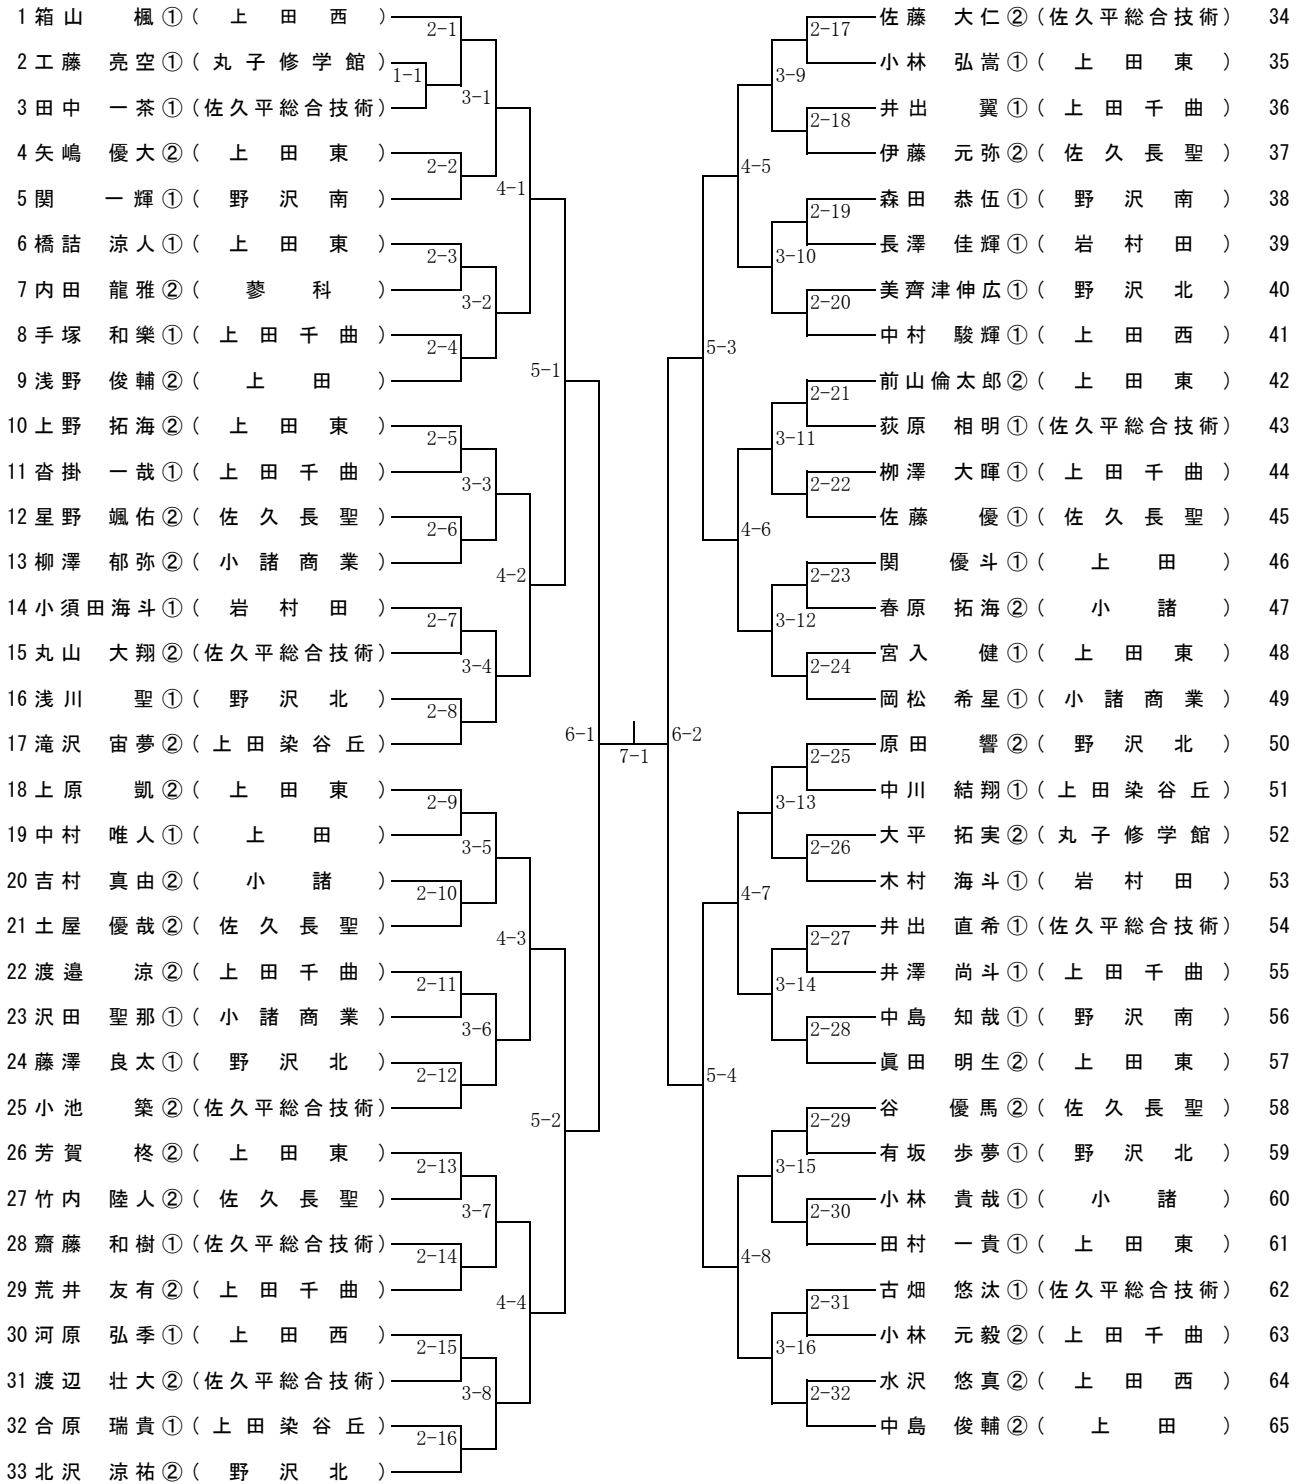 1 箱山 楓① (上田西)
2 工藤 亮空① (丸子修学館)
3 田中 一茶① (佐久平総合技術)
4 矢嶋 優大② (上田東)
5 関 一輝① (野沢南)
6 橋詰 涼人① (上田東)
7 内田 龍雅② (蓼科)
8 手塚 和樂① (上田千曲)
9 浅野 俊輔② (上田)
10 上野 拓海② (上田東)
11 沓掛 一哉① (上田千曲)
12 星野 颯佑② (佐久長聖)
13 柳澤 郁弥② (小諸商業)
14 小須田海斗① (岩村田)
15 丸山 大翔② (佐久平総合技術)
16 浅川 聖① (野沢北)
17 滝沢 宙夢② (上田染谷丘)
18 上原 凱② (上田東)
19 中村 唯人① (上田)
20 吉村 真由② (小諸)
21 土屋 優哉② (佐久長聖)
22 渡邉 涼② (上田千曲)
23 沢田 聖那① (小諸商業)
24 藤澤 良太① (野沢北)
25 小池 築② (佐久平総合技術)
26 芳賀 柊② (上田東)
27 竹内 陸人② (佐久長聖)
28 齋藤 和樹① (佐久平総合技術)
29 荒井 友有② (上田千曲)
30 河原 弘季① (上田西)
31 渡辺 壮大② (佐久平総合技術)
32 合原 瑞貴① (上田染谷丘)
33 北沢 涼祐② (野沢北)
1-1
2-1
2-2
2-3
2-4
2-5
2-6
2-7
2-8
2-9
2-10
2-11
2-12
2-13
2-14
2-15
2-16
3-1
3-2
3-3
3-4
3-5
3-6
3-7
3-8
4-1
4-2
4-3
4-4
5-1
5-2
6-1
7-1
6-2
5-3
5-4
4-5
4-6
4-7
4-8
3-9
3-10
3-11
3-12
3-13
3-14
3-15
3-16
2-17
2-18
2-19
2-20
2-21
2-22
2-23
2-24
2-25
2-26
2-27
2-28
2-29
2-30
2-31
2-32
佐藤 大仁② (佐久平総合技術) 34
小林 弘嵩① (上田東) 35
井出 翼① (上田千曲) 36
伊藤 元弥② (佐久長聖) 37
森田 恭伍① (野沢南) 38
長澤 佳輝① (岩村田) 39
美齊津伸広① (野沢北) 40
中村 駿輝① (上田西) 41
前山倫太郎② (上田東) 42
荻原 相明① (佐久平総合技術) 43
柳澤 大暉① (上田千曲) 44
佐藤 優① (佐久長聖) 45
関 優斗① (上田) 46
春原 拓海② (小諸) 47
宮入 健① (上田東) 48
岡松 希星① (小諸商業) 49
原田 響② (野沢北) 50
中川 結翔① (上田染谷丘) 51
大平 拓実② (丸子修学館) 52
木村 海斗① (岩村田) 53
井出 直希① (佐久平総合技術) 54
井澤 尚斗① (上田千曲) 55
中島 知哉① (野沢南) 56
眞田 明生② (上田東) 57
谷 優馬② (佐久長聖) 58
有坂 歩夢① (野沢北) 59
小林 貴哉① (小諸) 60
田村 一貴① (上田東) 61
古畑 悠汰① (佐久平総合技術) 62
小林 元毅② (上田千曲) 63
水沢 悠真② (上田西) 64
中島 俊輔② (上田) 65